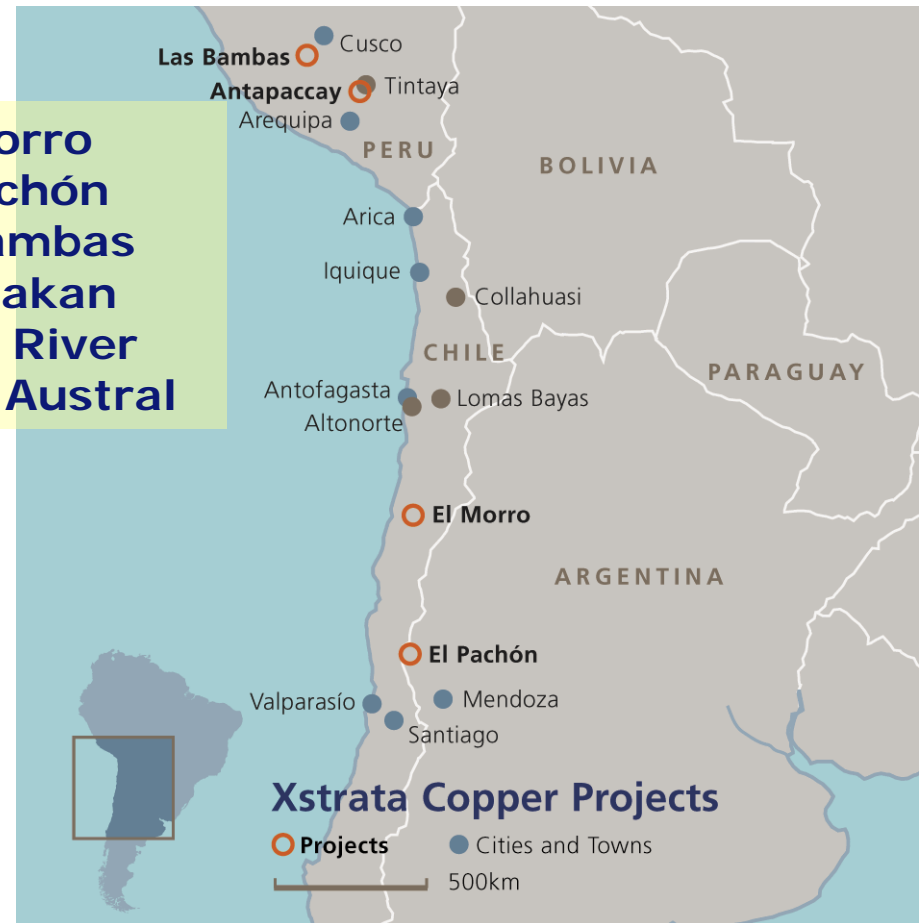 Cusco
Las Bambas
Antapaccay
Tintaya
Arequipa
orro
chón
ambas
akan
River
Austral
PERU
BOLIVIA
Arica
Iquique
Collahuasi
CHILE
PARAGUAY
Antofagasta
Lomas Bayas
Altonorte
El Morro
ARGENTINA
El Pachón
Valparasío
Mendoza
Santiago
Xstrata Copper Projects
Projects
Cities and Towns
500km